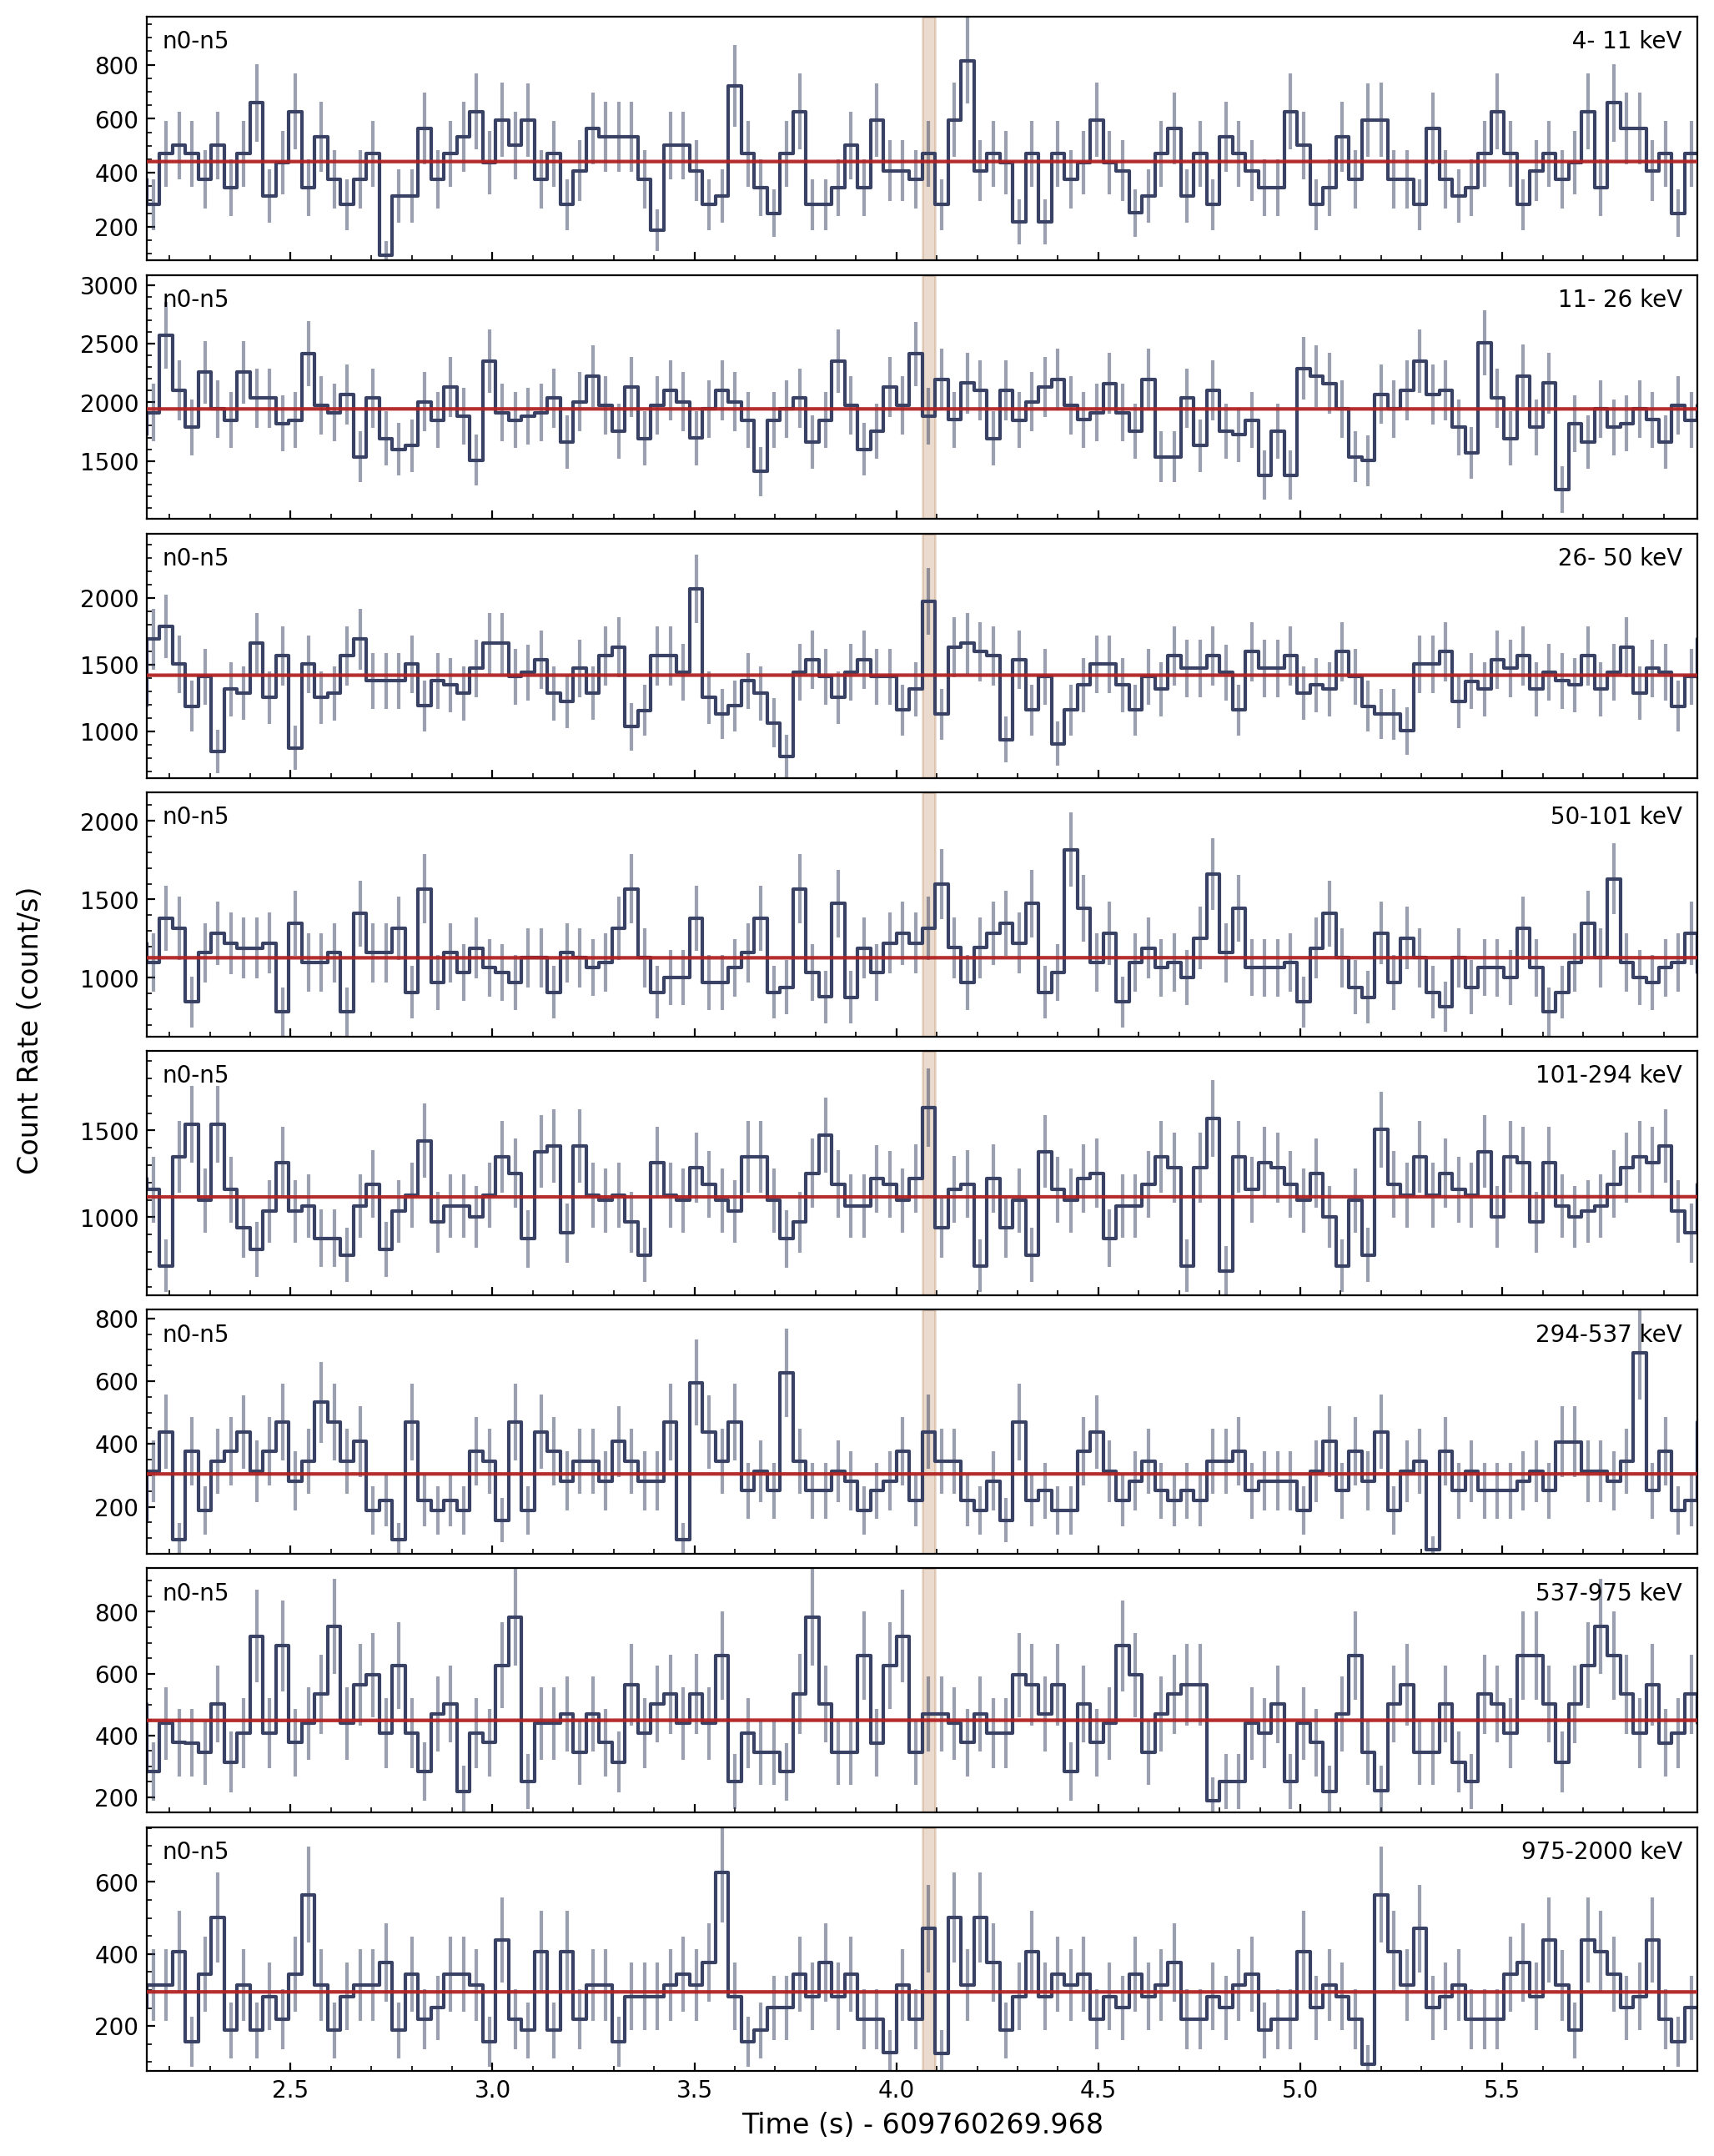 n0-n5 4- 11 keV
800
600
400
200
n0-n5 11- 26 keV
3000
2500
2000
1500
n0-n5 26- 50 keV
2000
1500
1000
n0-n5 50-101 keV
2000
1500
1000
n0-n5 101-294 keV
1500
1000
n0-n5 294-537 keV
800
600
400
200
n0-n5 537-975 keV
800
600
400
200
n0-n5 975-2000 keV
600
400
200
2.5 3.0 3.5 4.0 4.5 5.0 5.5
Time (s) - 609760269.968
Count Rate (count/s)